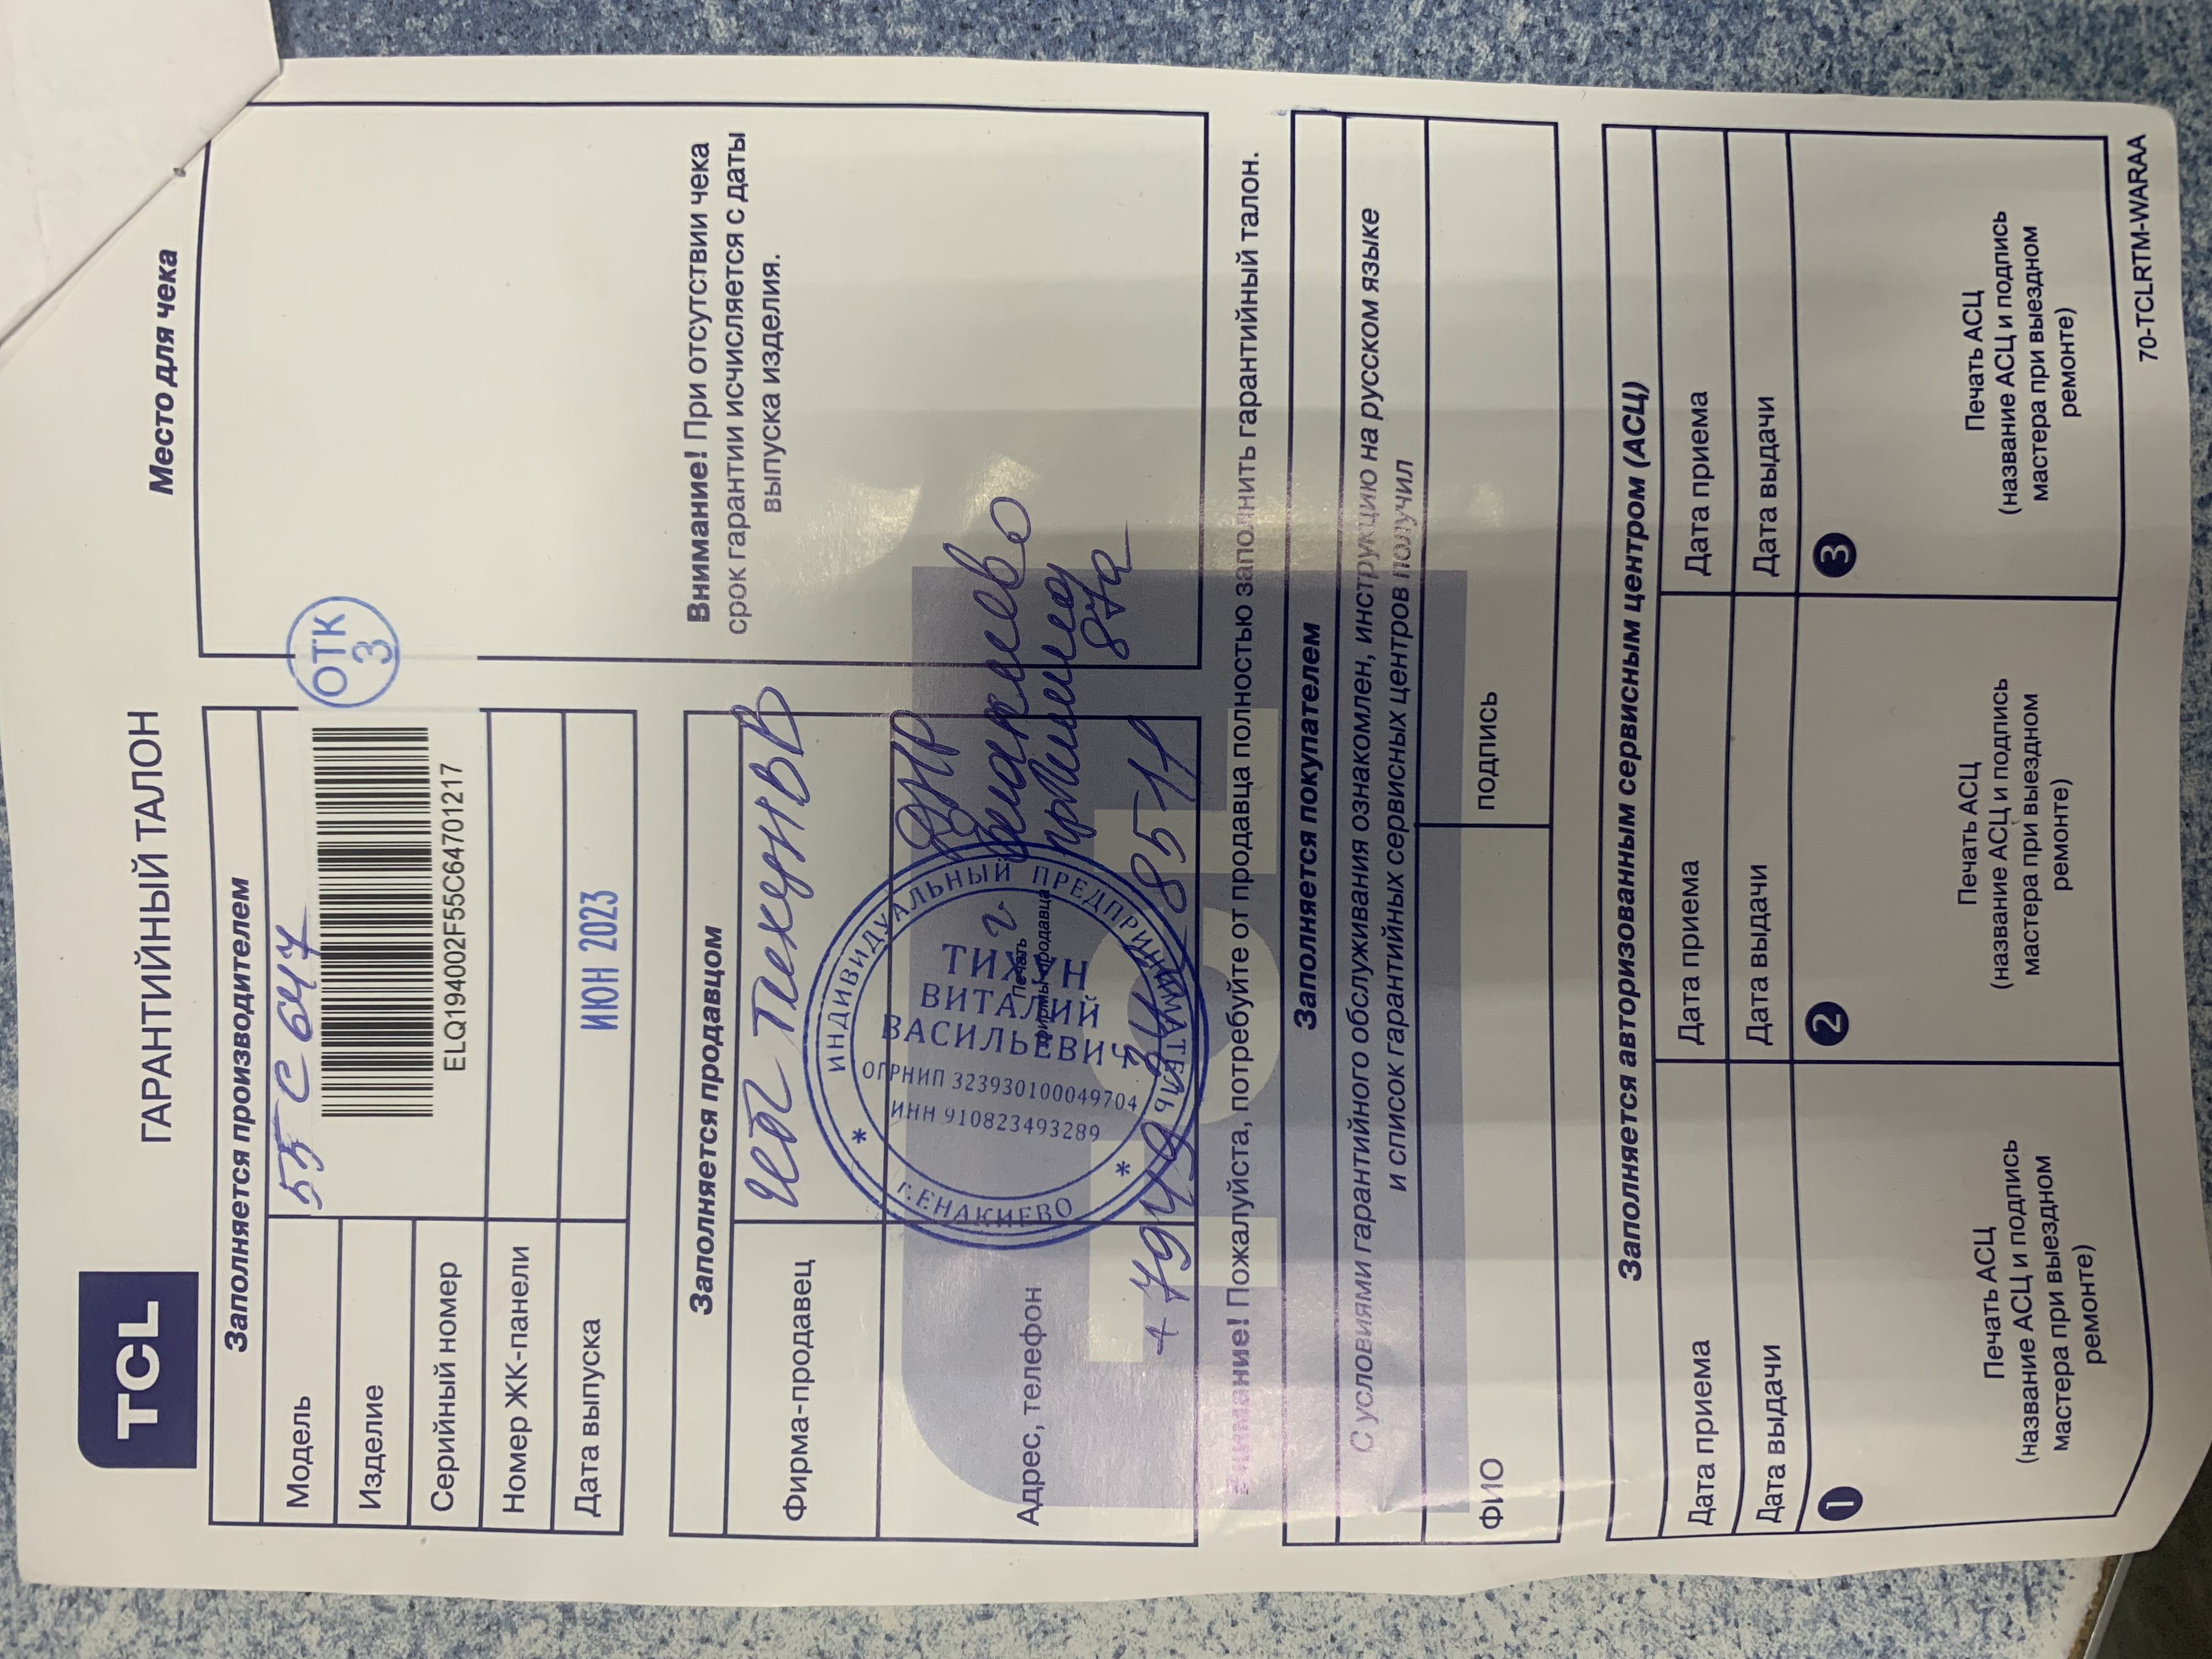 TCL
ГАРАНТИЙНЫЙ ТАЛОН
Заполняется производителем
Модель 55 C 647
Изделие
Серийный номер ELQ194002F55C64701217
Номер ЖК-панели
Дата выпуска ИЮН 2023
ОТК
3
Место для чека
Внимание! При отсутствии чека
срок гарантии исчисляется с даты
выпуска изделия.
Заполняется продавцом
Фирма-продавец Тихун В В
Адрес, телефон
ДНР
г Енакиево
87а
Печать
фирмы-продавца
ИНДИВИДУАЛЬНЫЙ ПРЕДПРИНИМАТЕЛЬ
ТИХУН
ВИТАЛИЙ
ВАСИЛЬЕВИЧ
ОГРНИП 323930100049704
ИНН 910823493289
г. ЕНАКИЕВО
Внимание! Пожалуйста, потребуйте от продавца полностью заполнить гарантийный талон.
Заполняется покупателем
С условиями гарантийного обслуживания ознакомлен, инструкцию на русском языке
и список гарантийных сервисных центров получил
ФИО
подпись
Заполняется авторизованным сервисным центром (АСЦ)
Дата приема Дата приема Дата приема
Дата выдачи Дата выдачи Дата выдачи
1
Печать АСЦ
(название АСЦ и подпись
мастера при выездном
ремонте)
2
Печать АСЦ
(название АСЦ и подпись
мастера при выездном
ремонте)
3
Печать АСЦ
(название АСЦ и подпись
мастера при выездном
ремонте)
70-TCLRTM-WARAA